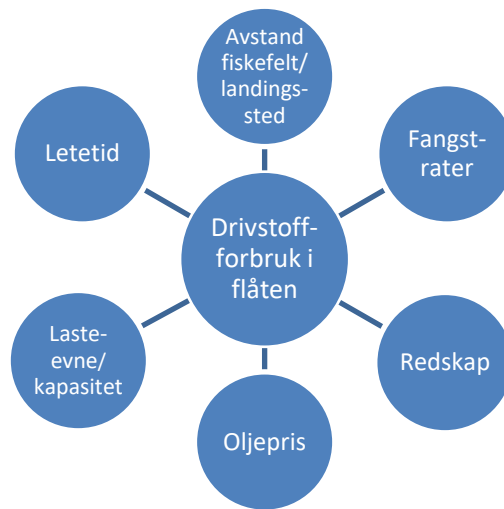 Avstand
fiskefelt/
landings-
sted
Letetid
Fangst-
rater
Drivstoff-
forbruk i
flåten
Laste-
evne/
kapasitet
Redskap
Oljepris